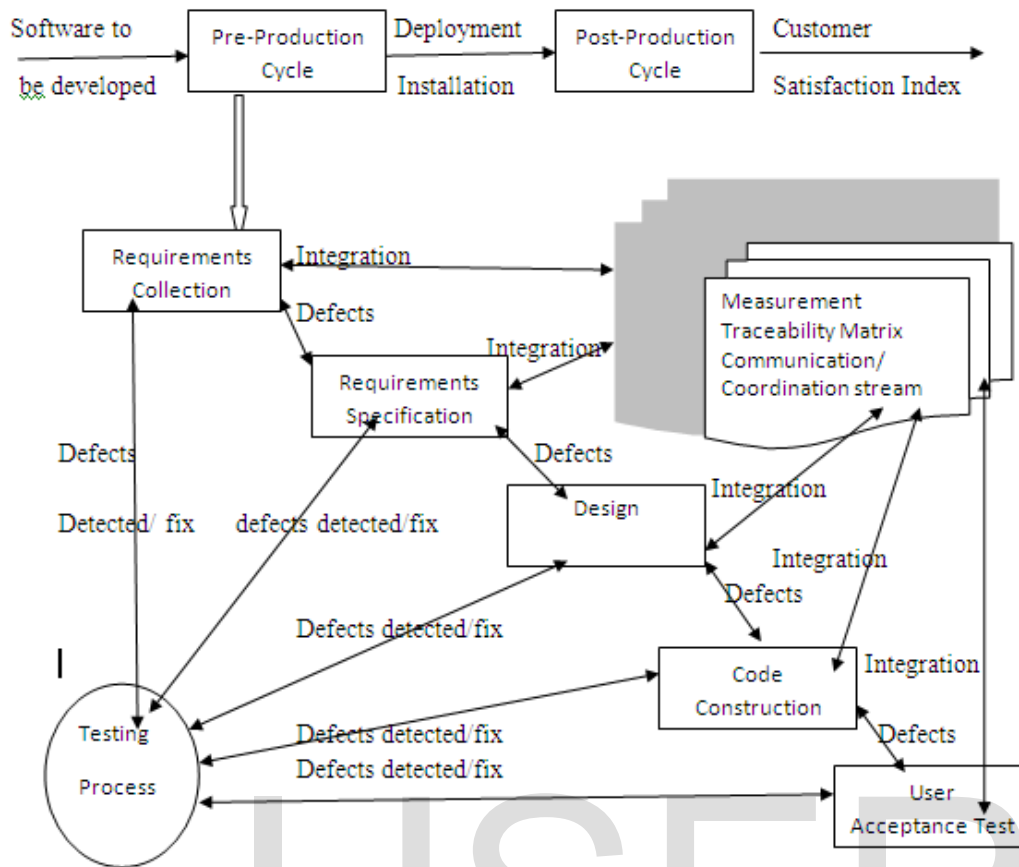 Software to
be developed
Pre-Production
Cycle
Deployment
Installation
Post-Production
Cycle
Customer
Satisfaction Index
Requirements
Collection
Integration
Defects
Integration
Requirements
Specification
Measurement
Traceability Matrix
Communication/
Coordination stream
Defects
Detected/ fix
defects detected/fix
Defects
Design
Integration
Integration
Defects
Defects detected/fix
Code
Construction
Integration
Testing
Process
Defects detected/fix
Defects detected/fix
Defects
User
Acceptance Test